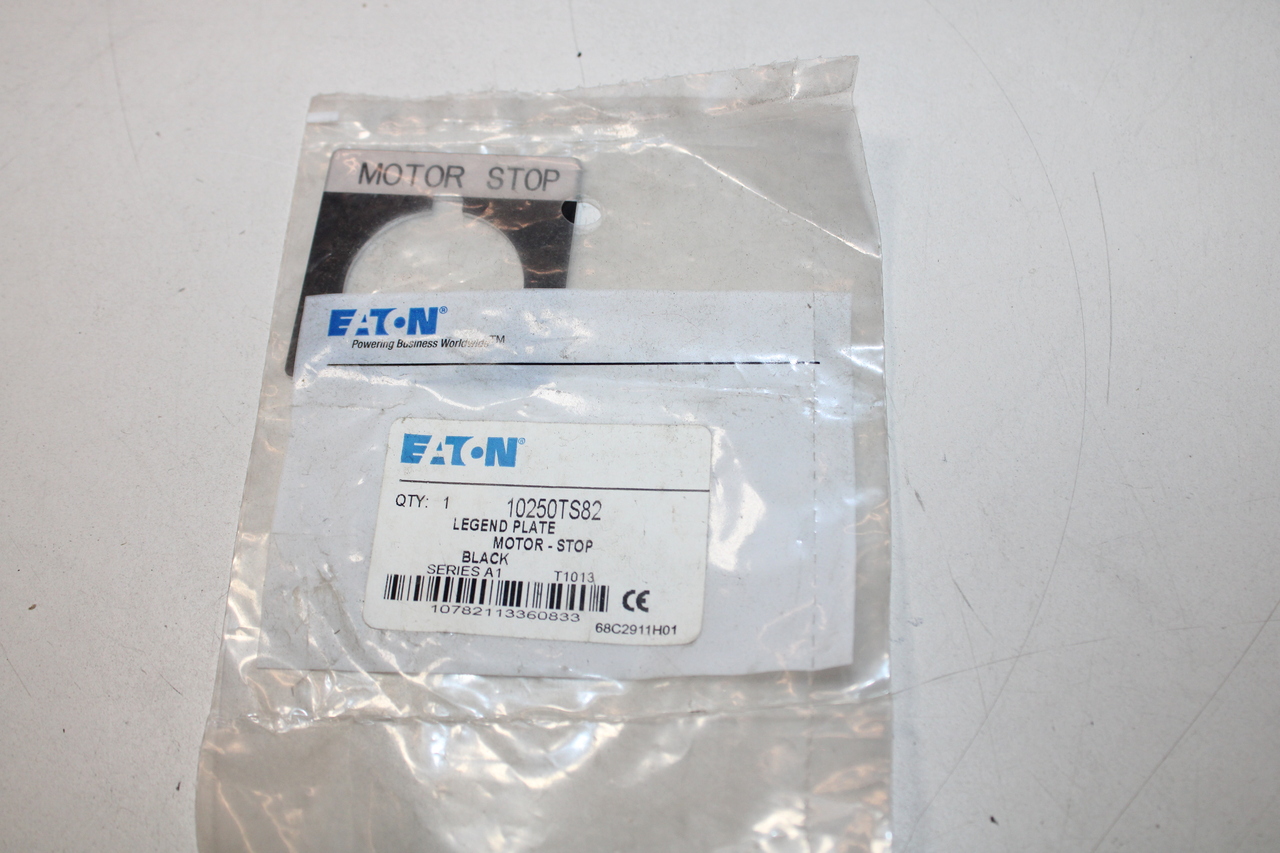 MOTOR STOP
EATON®
Powering Business Worldwide™
EATON®
QTY: 1 10250TS82
LEGEND PLATE
MOTOR - STOP
BLACK
SERIES A1 T1013
CE
10782113360833
68C2911H01